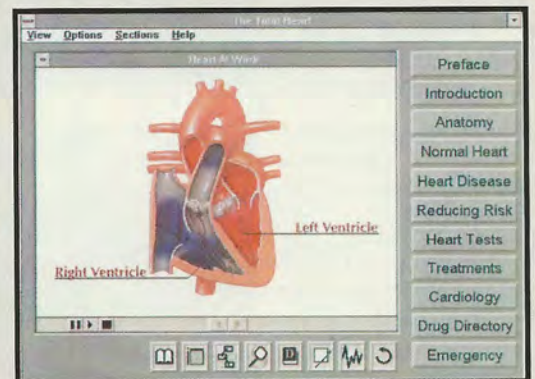 The Total Heart
View Options Sections Help
Heart At Work
Left Ventricle
Right Ventricle
Preface
Introduction
Anatomy
Normal Heart
Heart Disease
Reducing Risk
Heart Tests
Treatments
Cardiology
Drug Directory
Emergency